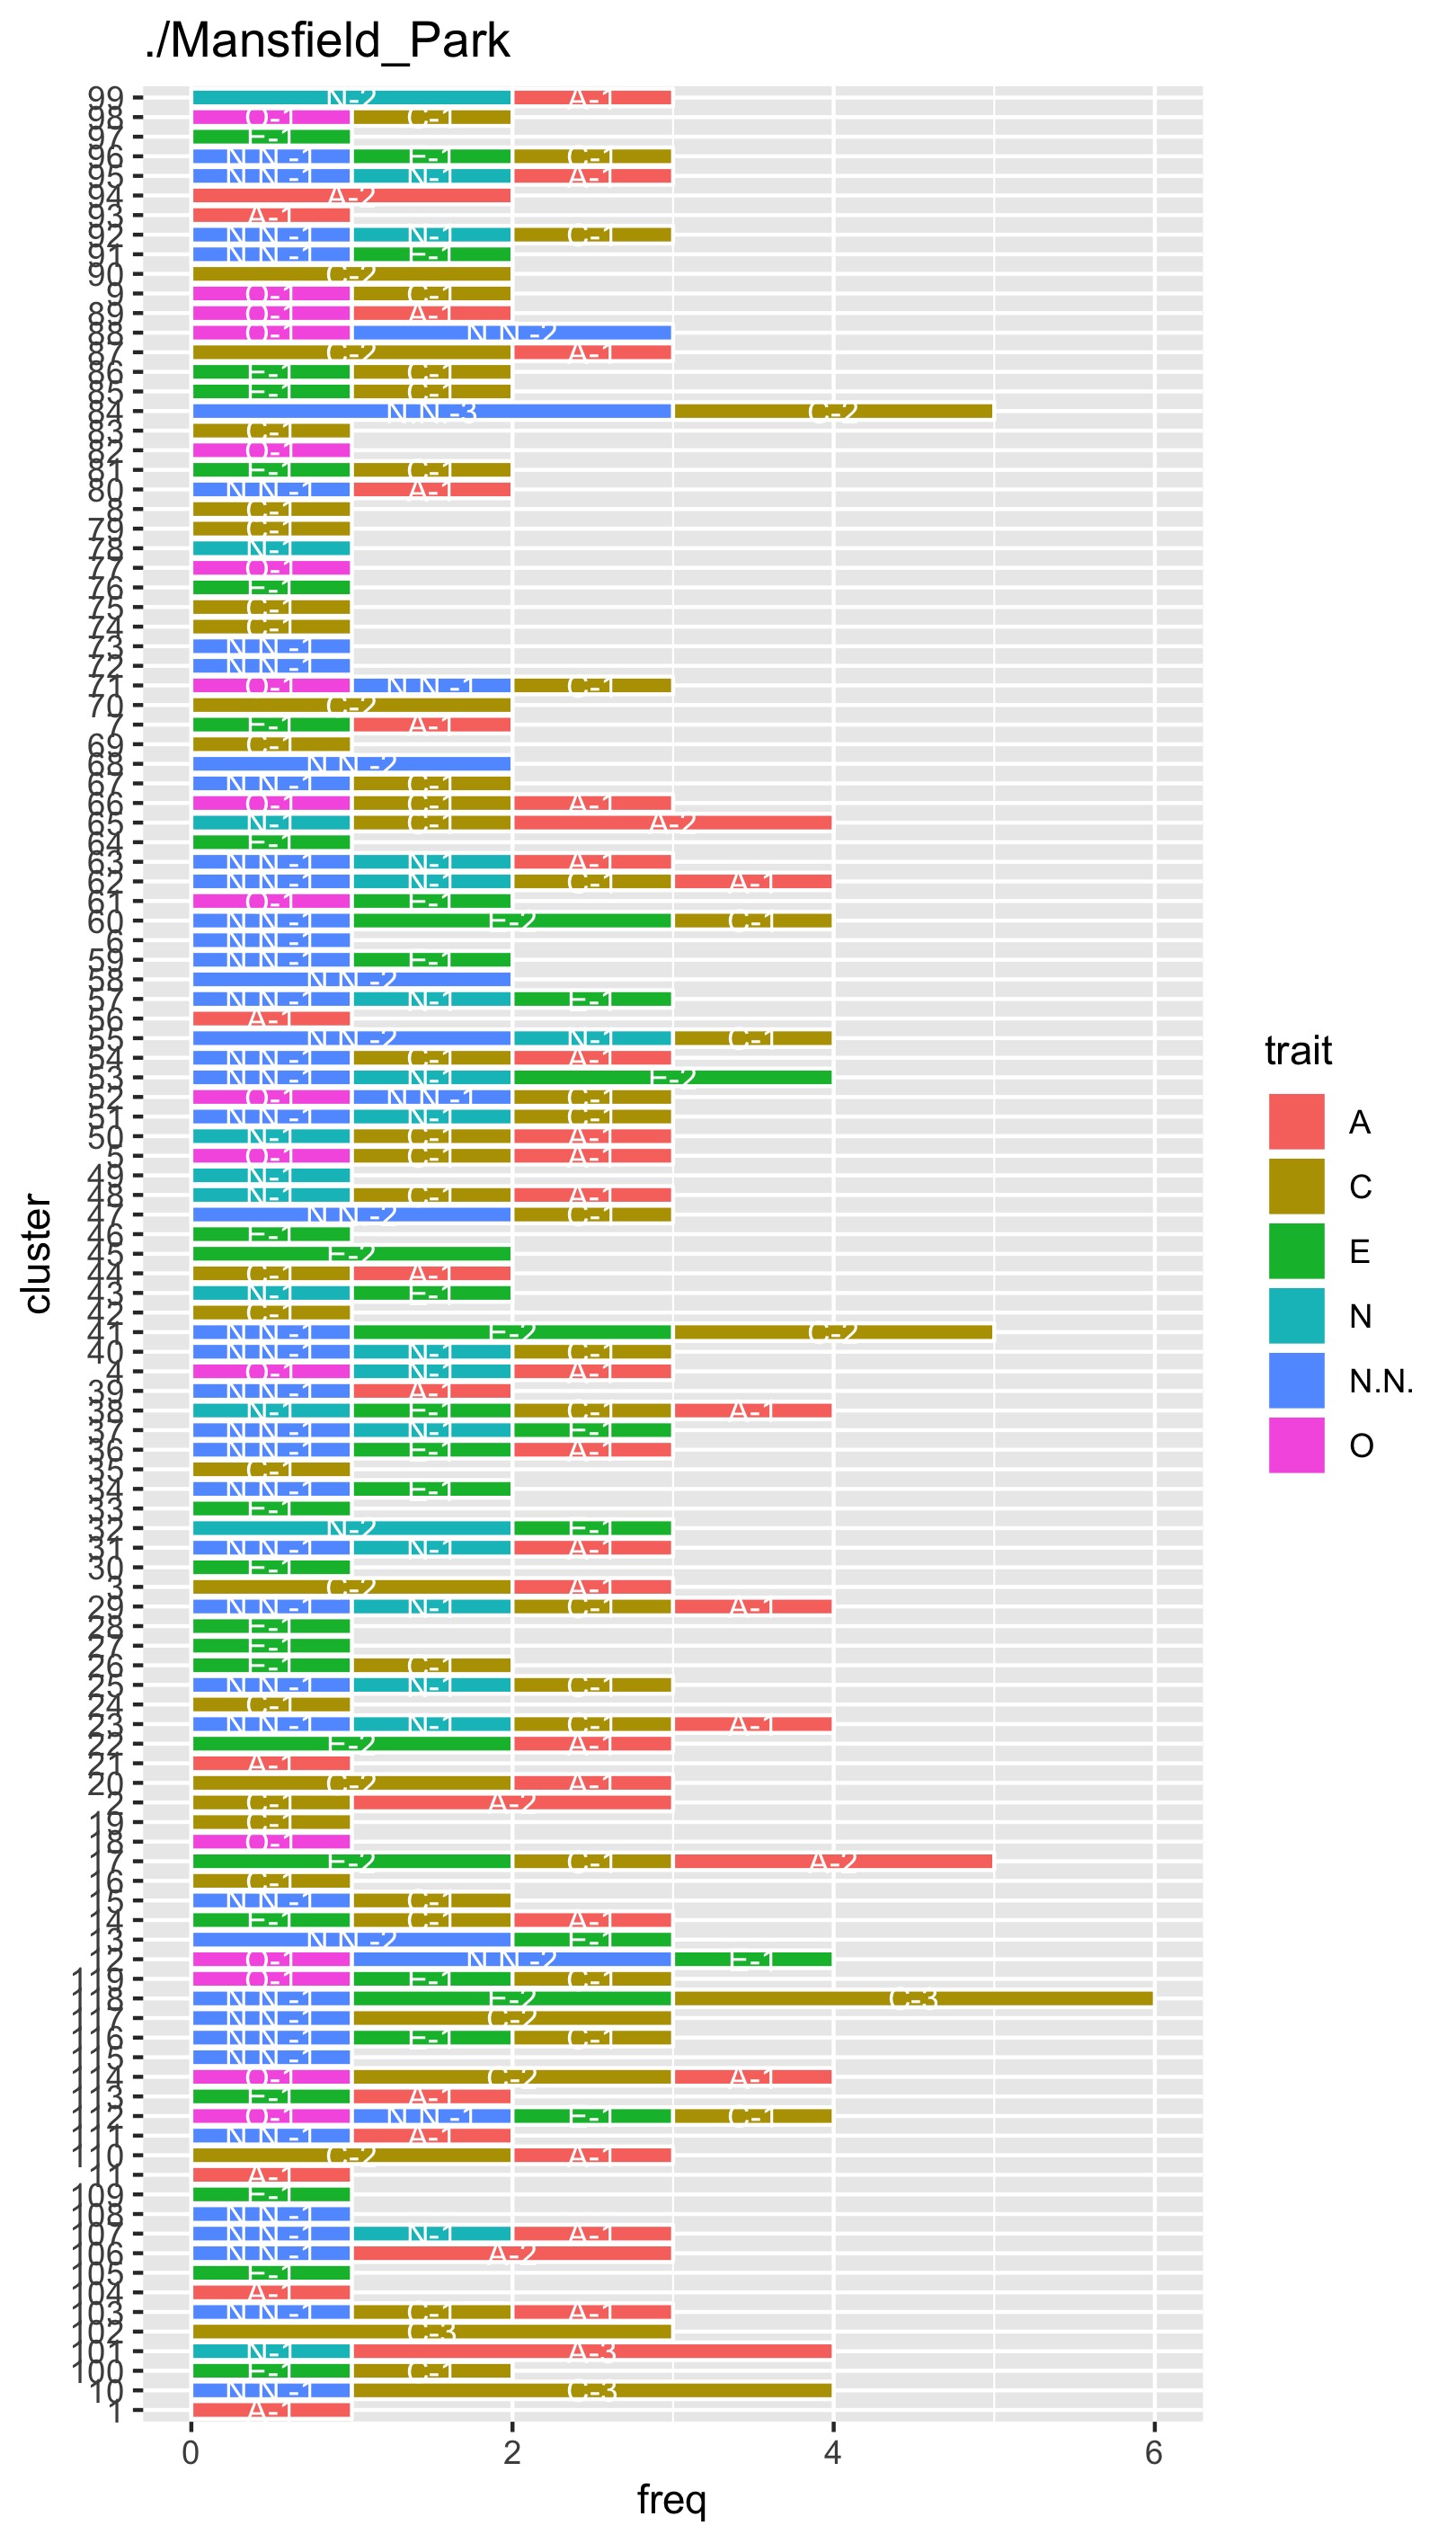 ./Mansfield_Park
99 N-2 A-1
98 O-1 C-1
97 E-1
96 N.N.-1 E-1 C-1
95 N.N.-1 N-1 A-1
94 A-2
93 A-1
92 N.N.-1 N-1 C-1
91 N.N.-1 E-1
90 C-2
9 O-1 C-1
89 O-1 A-1
88 O-1 N.N.-2
87 C-2 A-1
86 E-1 C-1
85 E-1 C-1
84 N.N.-3 C-2
83 C-1
82 O-1
81 E-1 C-1
80 N.N.-1 A-1
8 C-1
79 C-1
78 N-1
77 O-1
76 E-1
75 C-1
74 C-1
73 N.N.-1
72 N.N.-1
71 O-1 N.N.-1 C-1
70 C-2
7 E-1 A-1
69 C-1
68 N.N.-2
67 N.N.-1 C-1
66 O-1 C-1 A-1
65 N-1 C-1 A-2
64 E-1
63 N.N.-1 N-1 A-1
62 N.N.-1 N-1 C-1 A-1
61 O-1 E-1
60 N.N.-1 E-2 C-1
6 N.N.-1
59 N.N.-1 E-1
58 N.N.-2
57 N.N.-1 N-1 E-1
56 A-1
55 N.N.-2 N-1 C-1
54 N.N.-1 C-1 A-1
53 N.N.-1 N-1 E-2
52 O-1 N.N.-1 C-1
51 N.N.-1 N-1 C-1
50 N-1 C-1 A-1
5 O-1 C-1 A-1
49 N-1
48 N-1 C-1 A-1
47 N.N.-2 C-1
46 E-1
45 E-2
44 C-1 A-1
43 N-1 E-1
42 C-1
41 N.N.-1 E-2 C-2
40 N.N.-1 N-1 C-1
4 O-1 N-1 A-1
39 N.N.-1 A-1
38 N-1 E-1 C-1 A-1
37 N.N.-1 N-1 E-1
36 N.N.-1 E-1 A-1
35 C-1
34 N.N.-1 E-1
33 E-1
32 N-2 E-1
31 N.N.-1 N-1 A-1
30 E-1
3 C-2 A-1
29 N.N.-1 N-1 C-1 A-1
28 E-1
27 E-1
26 E-1 C-1
25 N.N.-1 N-1 C-1
24 C-1
23 N.N.-1 N-1 C-1 A-1
22 E-2 A-1
21 A-1
20 C-2 A-1
2 C-1 A-2
19 C-1
18 O-1
17 E-2 C-1 A-2
16 C-1
15 N.N.-1 C-1
14 E-1 C-1 A-1
13 N.N.-2 E-1
12 O-1 N.N.-2 E-1
119 O-1 E-1 C-1
118 N.N.-1 E-2 C-3
117 N.N.-1 C-2
116 N.N.-1 E-1 C-1
115 N.N.-1
114 O-1 C-2 A-1
113 E-1 A-1
112 O-1 N.N.-1 E-1 C-1
111 N.N.-1 A-1
110 C-2 A-1
11 A-1
109 E-1
108 N.N.-1
107 N.N.-1 N-1 A-1
106 N.N.-1 A-2
105 E-1
104 A-1
103 N.N.-1 C-1 A-1
102 C-3
101 N-1 A-3
100 E-1 C-1
10 N.N.-1 C-3
1 A-1
0 2 4 6
freq
cluster
trait
A
C
E
N
N.N.
O